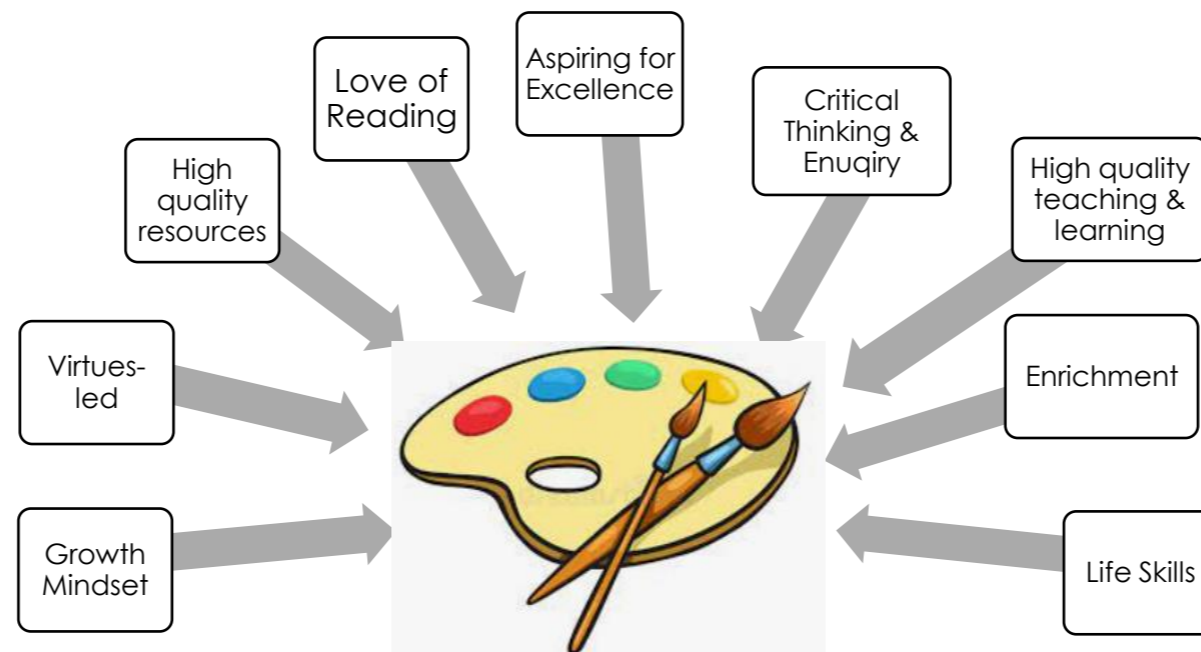 Growth
Mindset
Virtues-
led
High
quality
resources
Love of
Reading
Aspiring for
Excellence
Critical
Thinking &
Enuqiry
High quality
teaching &
learning
Enrichment
Life Skills